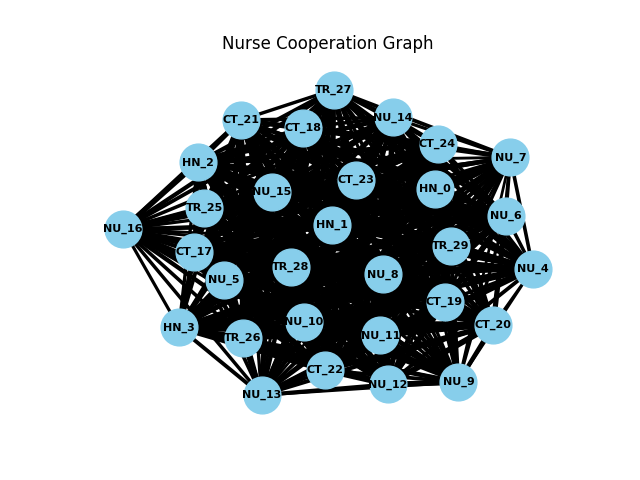 Nurse Cooperation Graph
TR_27
CT_21
NU_14
CT_18
CT_24
NU_7
HN_2
CT_23
HN_0
NU_15
TR_25
NU_6
HN_1
NU_16
TR_29
CT_17
TR_28
NU_4
NU_8
NU_5
CT_19
NU_10
CT_20
HN_3
NU_11
TR_26
CT_22
NU_9
NU_12
NU_13